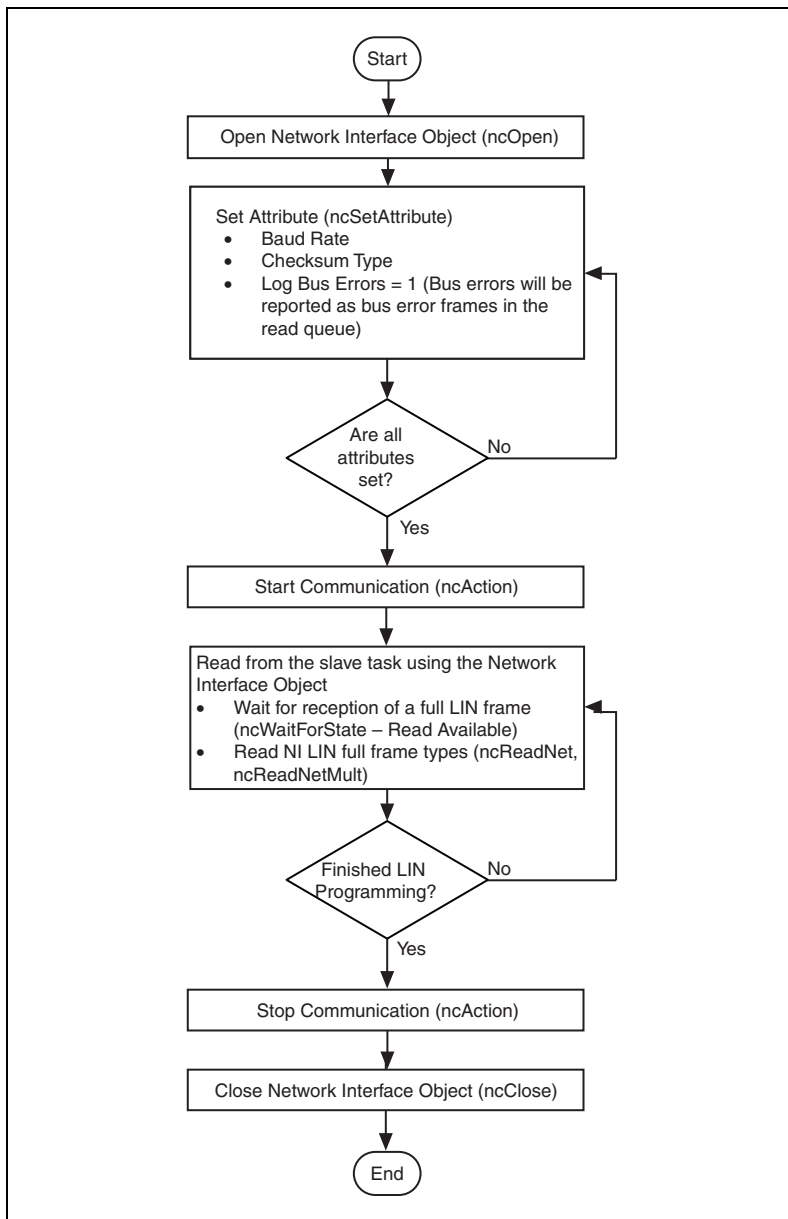 Start
Open Network Interface Object (ncOpen)
Set Attribute (ncSetAttribute)
• Baud Rate
• Checksum Type
• Log Bus Errors = 1 (Bus errors will be
reported as bus error frames in the
read queue)
Are all
attributes
set?
No
Yes
Start Communication (ncAction)
Read from the slave task using the Network
Interface Object
• Wait for reception of a full LIN frame
(ncWaitForState – Read Available)
• Read NI LIN full frame types (ncReadNet,
ncReadNetMult)
Finished LIN
Programming?
No
Yes
Stop Communication (ncAction)
Close Network Interface Object (ncClose)
End